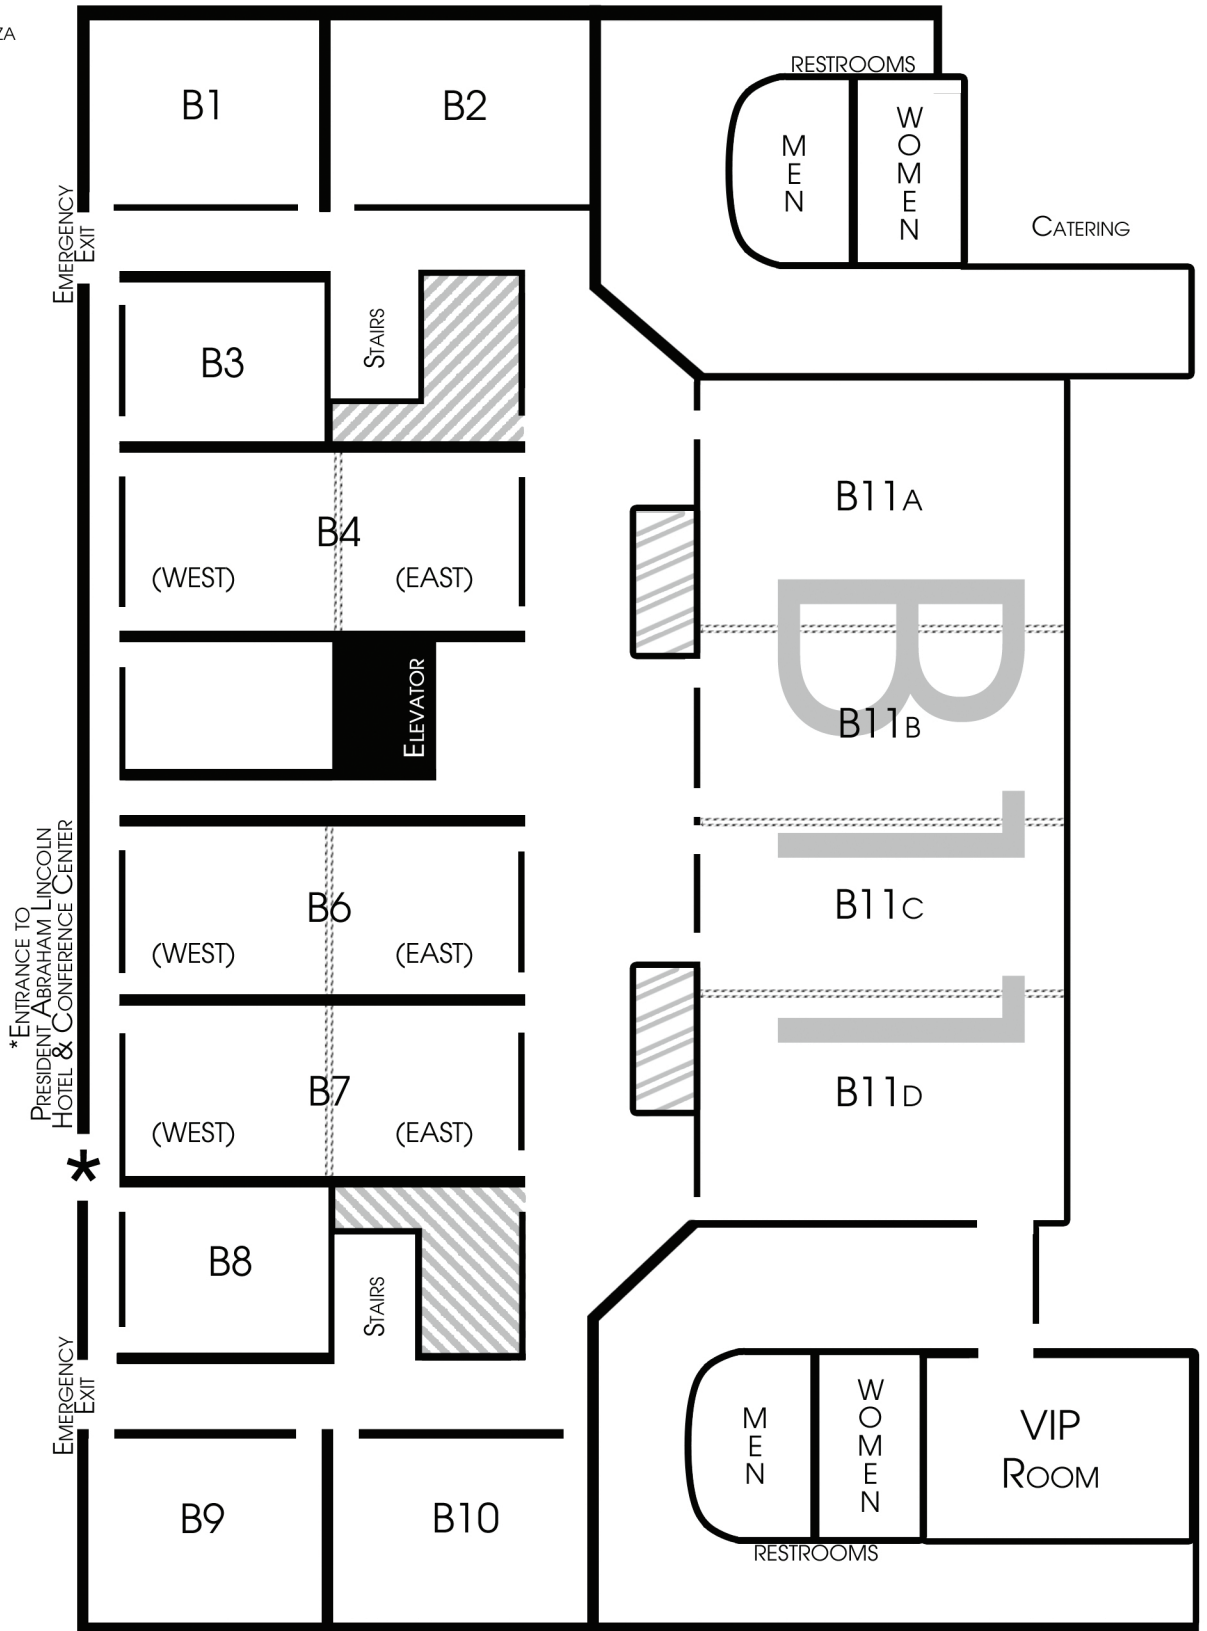 ZA
RESTROOMS
B1
B2
MEN
WOMEN
CATERING
EMERGENCY
EXIT
STAIRS
B3
B11A
B4
(WEST)
(EAST)
ELEVATOR
B11
B11B
*ENTRANCE TO
PRESIDENT ABRAHAM LINCOLN
HOTEL & CONFERENCE CENTER
B6
B11C
(WEST)
(EAST)
B7
B11D
(WEST)
(EAST)
*
B8
STAIRS
EMERGENCY
EXIT
MEN
WOMEN
VIP
ROOM
B9
B10
RESTROOMS